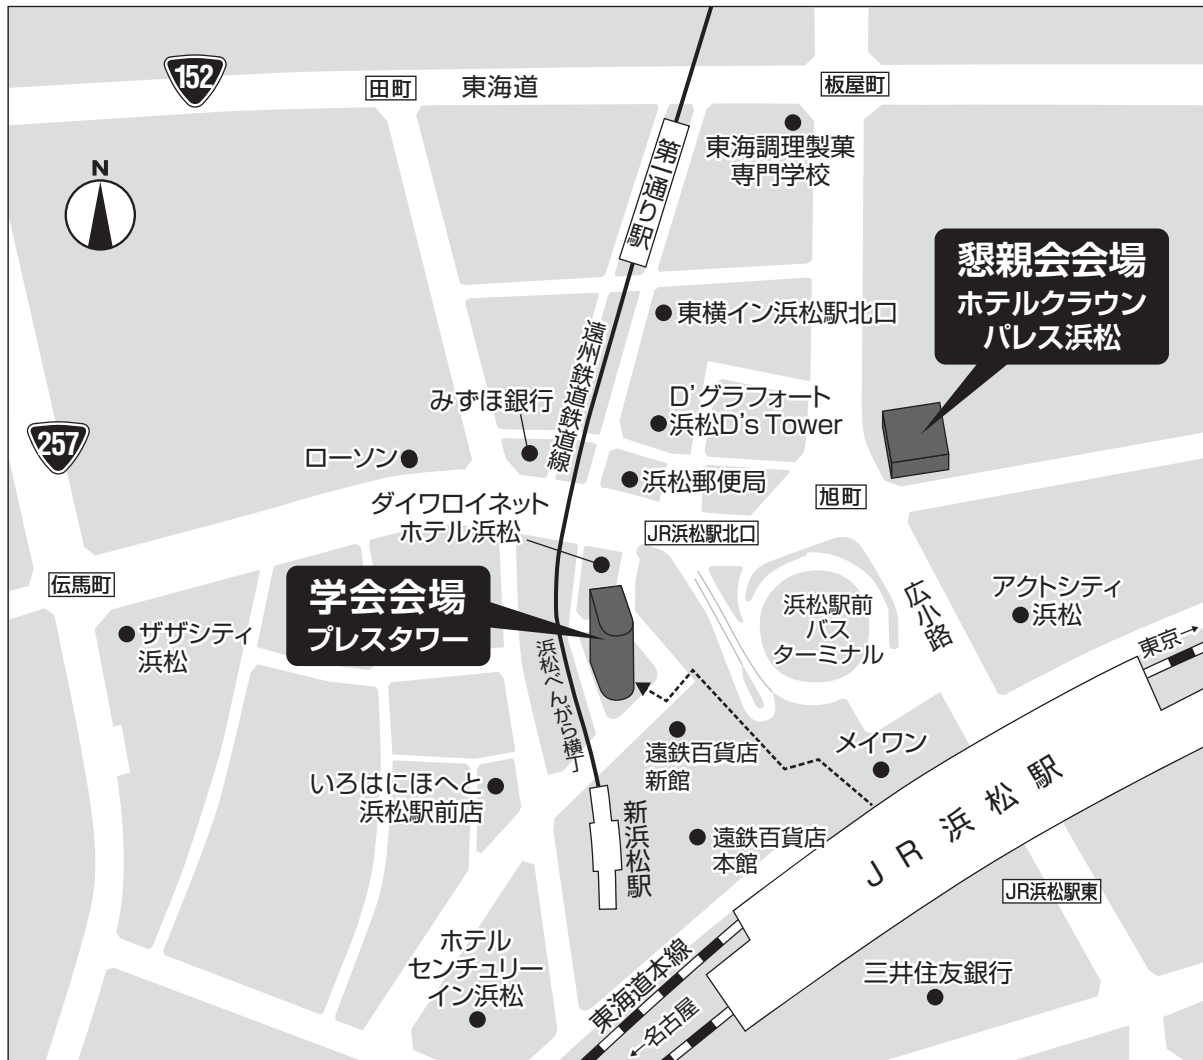 152
田町
東海道
板屋町
N
第一通り駅
東海調理製菓
専門学校
懇親会会場
ホテルクラウン
パレス浜松
東横イン浜松駅北口
遠州鉄道鉄道線
みずほ銀行
D'グラフォート
浜松D's Tower
257
ローソン
浜松郵便局
旭町
ダイワロイネット
ホテル浜松
JR浜松駅北口
伝馬町
学会会場
プレスタワー
浜松駅前
バス
ターミナル
広小路
アクトシティ
浜松
ザザシティ
浜松
東京→
浜松べんがら横丁
遠鉄百貨店
新館
メイワン
いろはにほへと
浜松駅前店
新浜松駅
遠鉄百貨店
本館
JR浜松駅
JR浜松駅東
ホテル
センチュリー
イン浜松
東海道本線
←名古屋
三井住友銀行